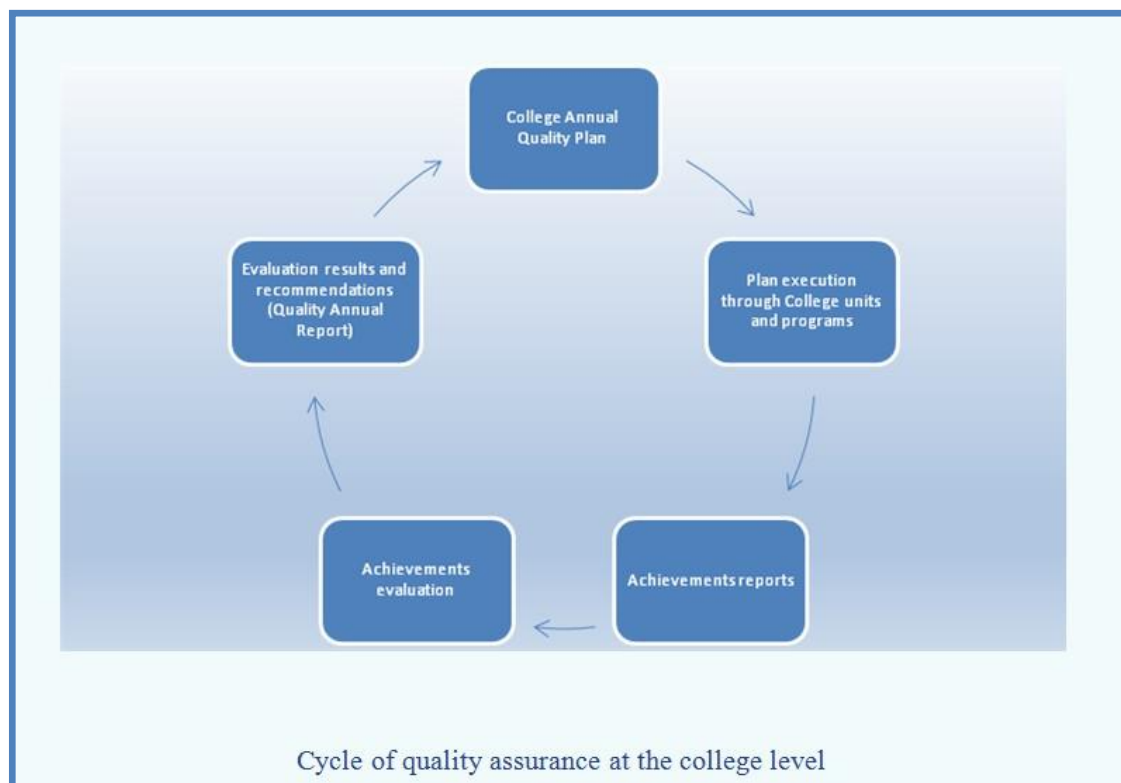 College Annual
Quality Plan
Plan execution
through College units
and programs
Achievements reports
Achievements
evaluation
Evaluation results and
recommendations
(Quality Annual
Report)
Cycle of quality assurance at the college level